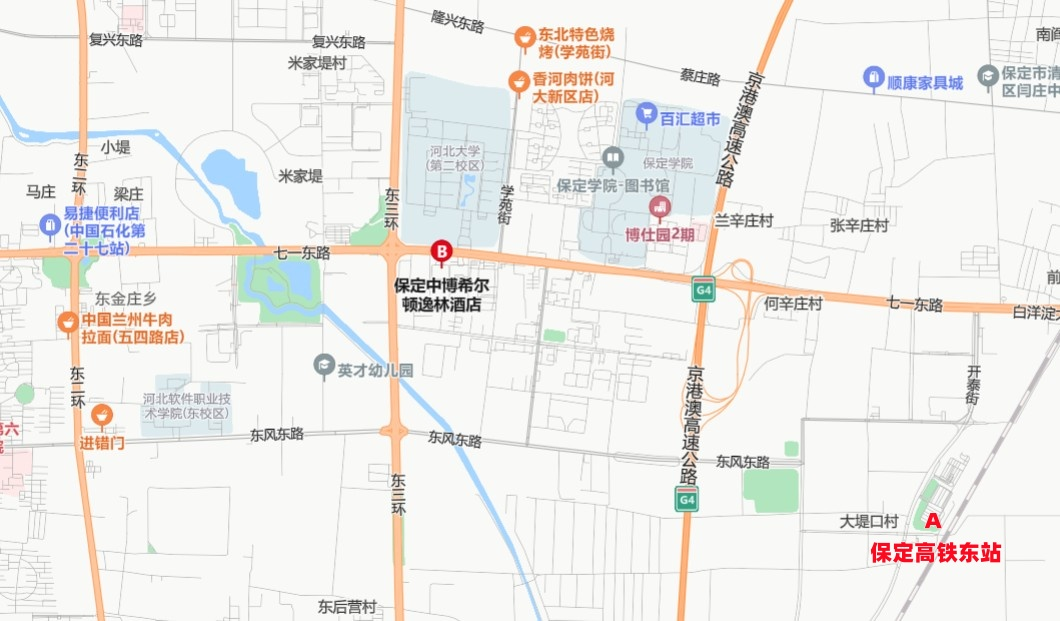 隆兴东路
复兴东路
复兴东路
东北特色烧
烤(学苑街)
南阎
米家堤村
蔡庄路
香河肉饼(河
大新区店)
顺康家具城
保定市清
区闫庄中
京港澳高速公路
百汇超市
小堤
河北大学
(第二校区)
保定学院
东二环
米家堤
保定学院-图书馆
马庄
梁庄
东三环
学苑街
易捷便利店
(中国石化第
二十七站)
博仕园2期
兰辛庄村
张辛庄村
七一东路
B
保定中博希尔
顿逸林酒店
G4
前
东金庄乡
何辛庄村
七一东路
白洋淀大
中国兰州牛肉
拉面(五四路店)
英才幼儿园
东二环
京港澳高速公路
开泰街
河北软件职业技
术学院(东校区)
进错门
第六
院
东风东路
东风东路
东风东路
东三环
G4
大堤口村
A
保定高铁东站
东后营村